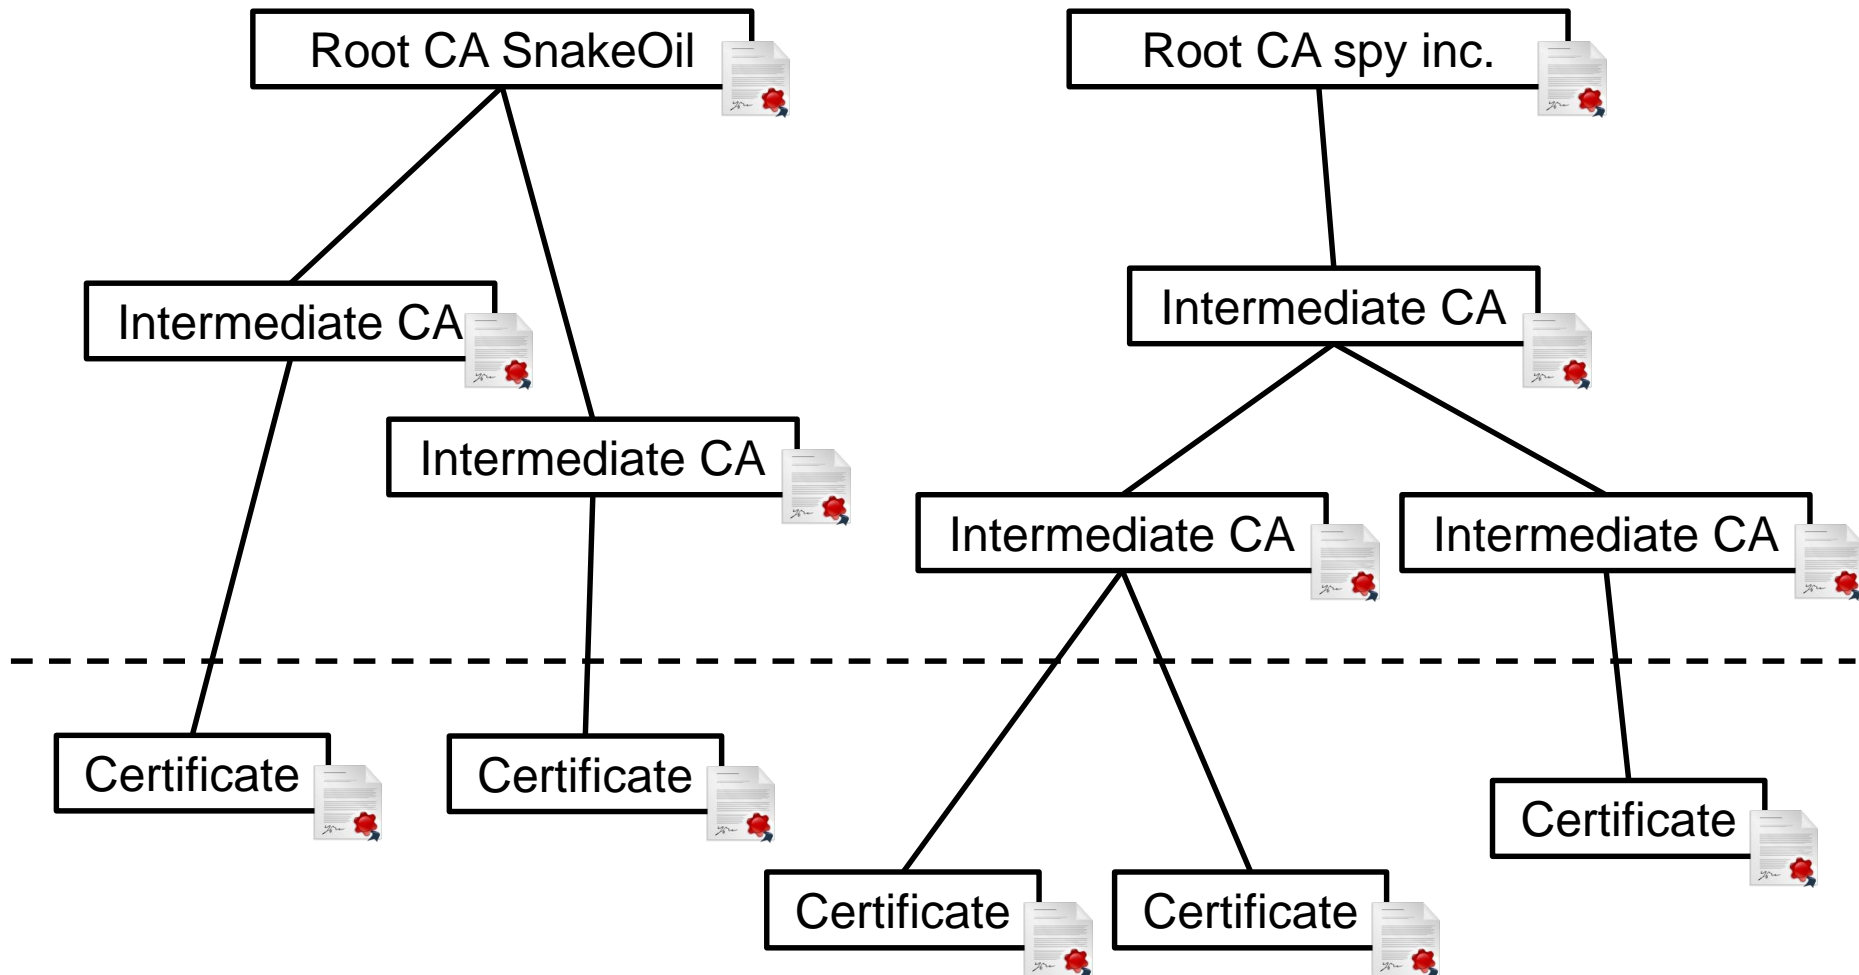 Root CA SnakeOil
Root CA spy inc.
Intermediate CA
Intermediate CA
Intermediate CA
Intermediate CA
Intermediate CA
Certificate
Certificate
Certificate
Certificate
Certificate